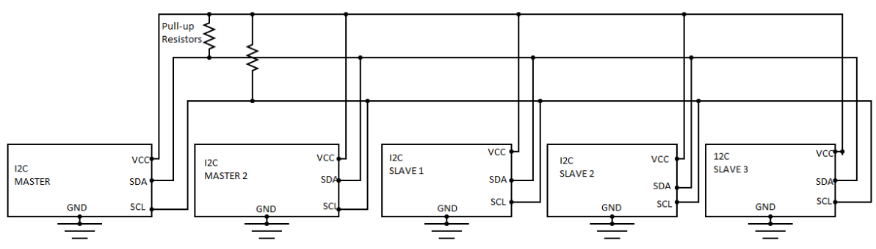 Pull-up
Resistors
I2C
MASTER
VCC
SDA
SCL
GND
I2C
MASTER 2
VCC
SDA
SCL
GND
I2C
SLAVE 1
VCC
SDA
SCL
GND
I2C
SLAVE 2
VCC
SDA
SCL
GND
12C
SLAVE 3
VCC
SDA
SCL
GND